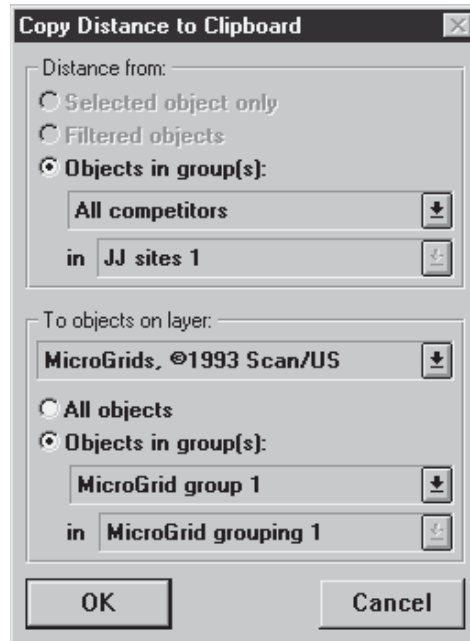 Copy Distance to Clipboard
Distance from:
Selected object only
Filtered objects
Objects in group(s):
All competitors
in JJ sites 1
To objects on layer:
MicroGrids, ©1993 Scan/US
All objects
Objects in group(s):
MicroGrid group 1
in MicroGrid grouping 1
OK Cancel